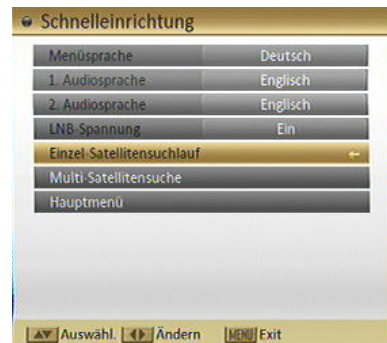 Schnelleinrichtung
Menüsprache Deutsch
1. Audiosprache Englisch
2. Audiosprache Englisch
LNB-Spannung Ein
Einzel-Satellitensuchlauf
Multi-Satellitensuche
Hauptmenü
Auswähl. Ändern MENU Exit